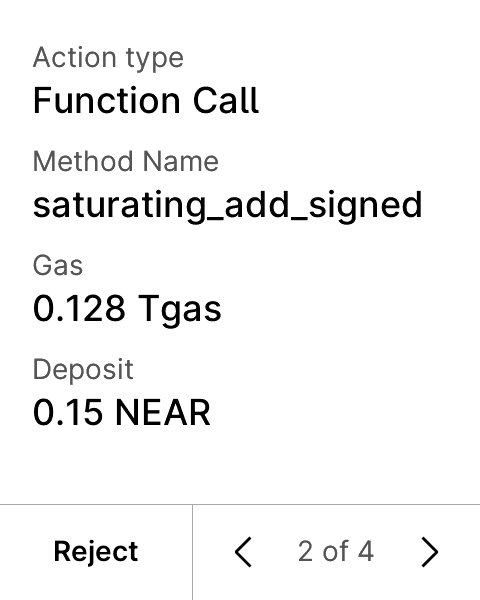 Action type
Function Call
Method Name
saturating_add_signed
Gas
0.128 Tgas
Deposit
0.15 NEAR
Reject
2 of 4